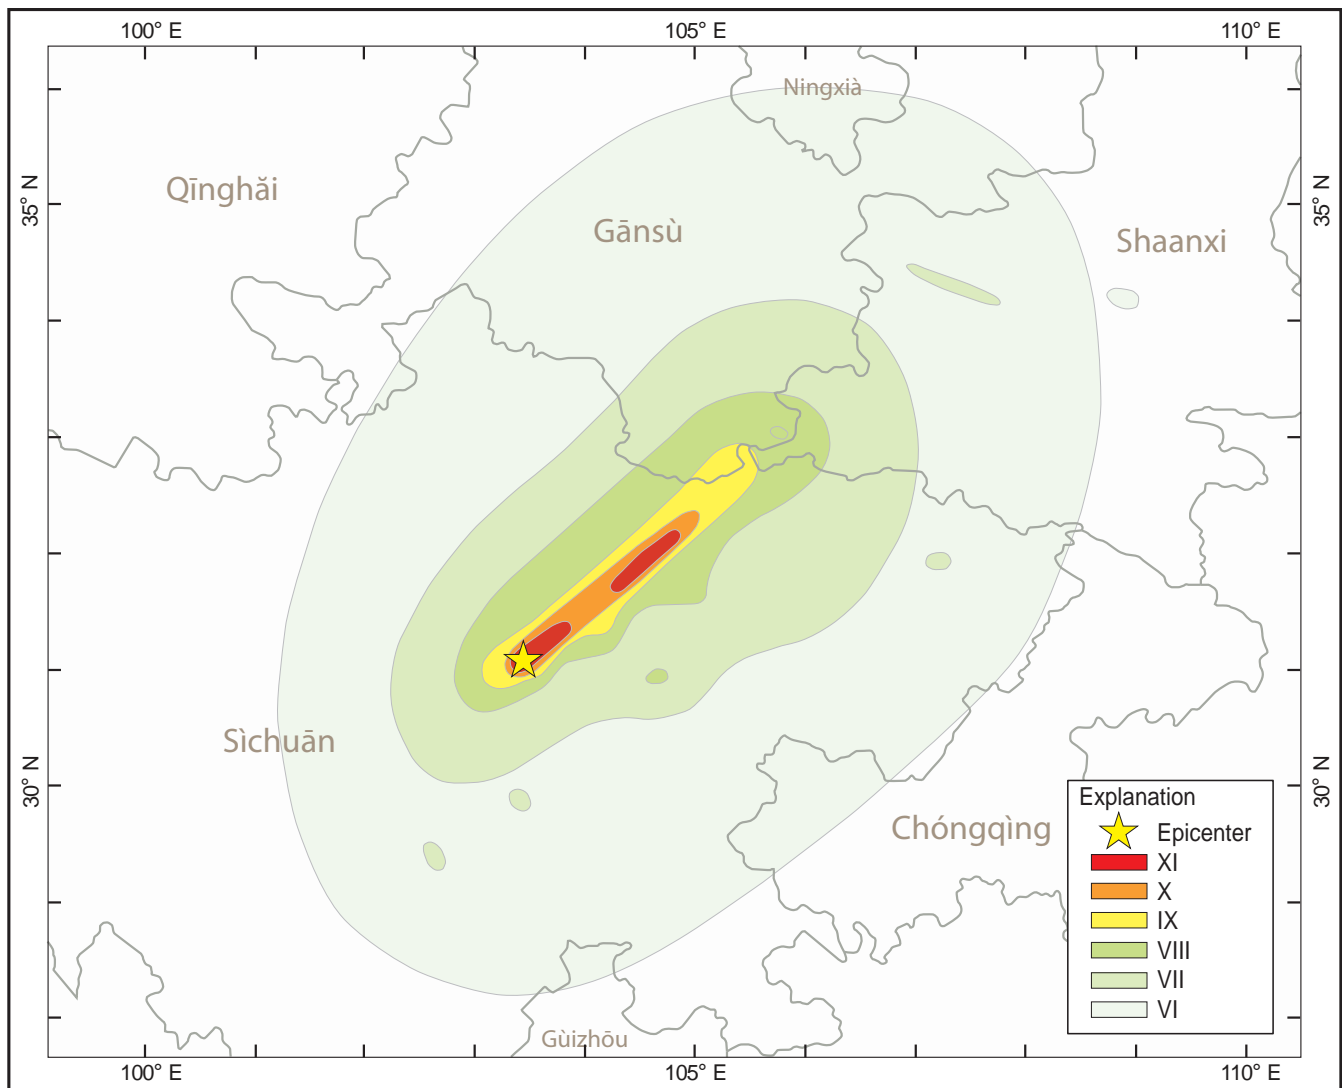 100° E 105° E 110° E
Ningxià
Qīnghăi
35° N
35° N
Gānsù
Shaanxi
Sìchuān
30° N
30° N
Explanation
Chóngqìng
Epicenter
XI
X
IX
VIII
VII
VI
Gùizhōu
100° E 105° E 110° E